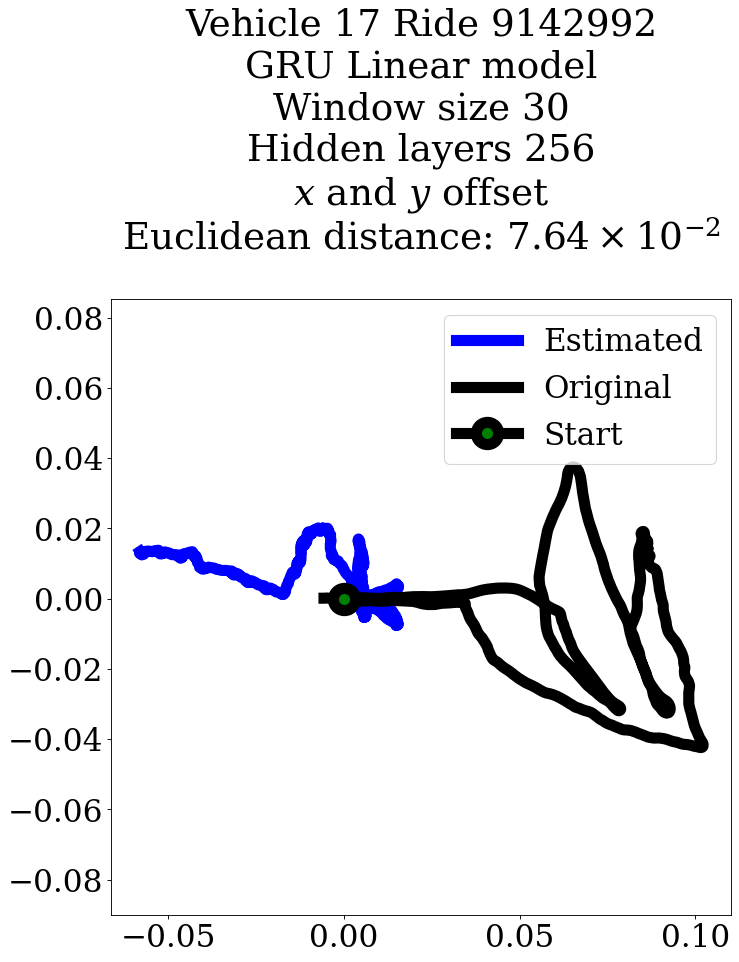 Vehicle 17 Ride 9142992
GRU Linear model
Window size 30
Hidden layers 256
x and y offset
Euclidean distance: 7.64 × 10⁻²
Estimated
Original
Start
0.08
0.06
0.04
0.02
0.00
−0.02
−0.04
−0.06
−0.08
−0.05 0.00 0.05 0.10